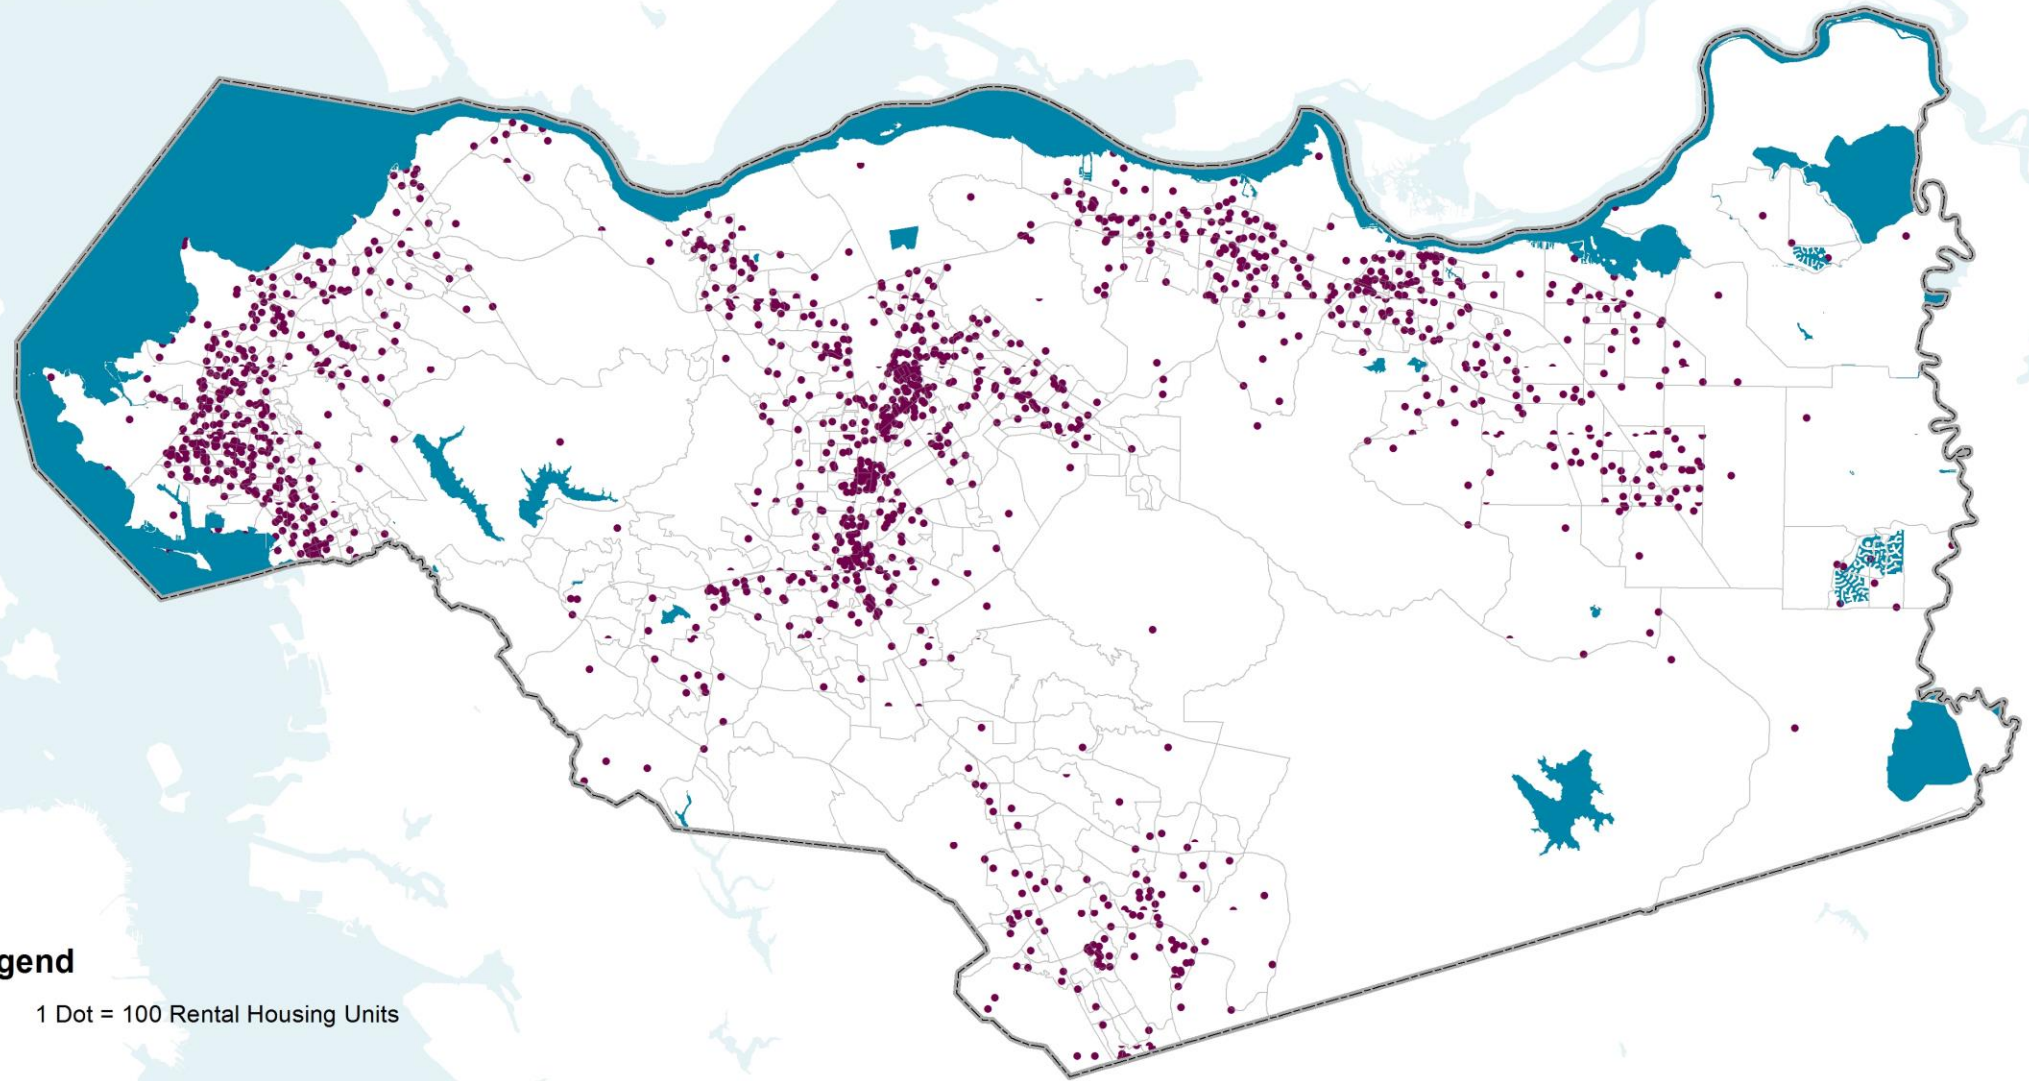 gend
1 Dot = 100 Rental Housing Units